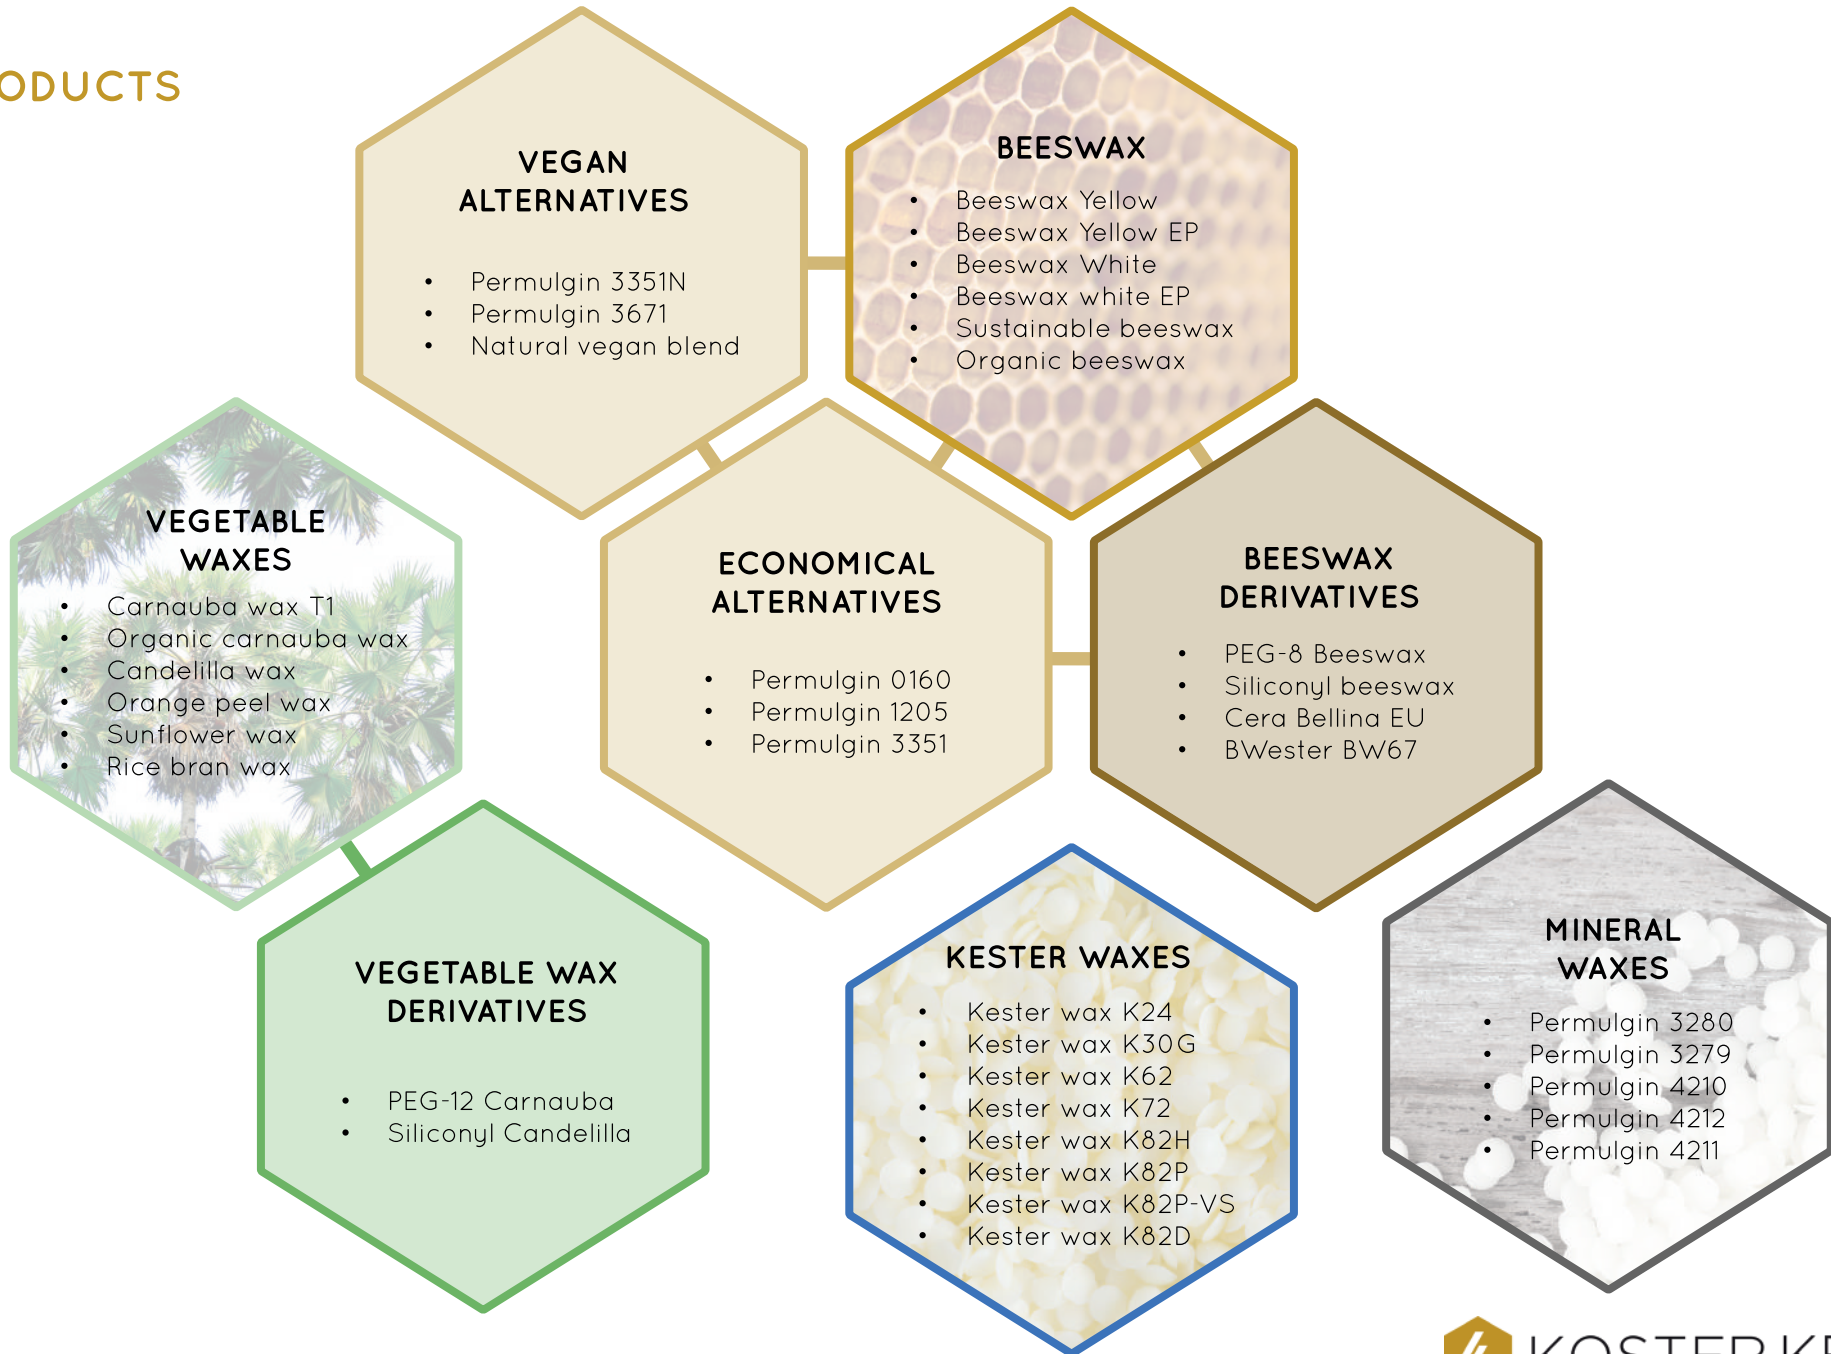 ODUCTS
VEGAN
ALTERNATIVES
• Permulgin 3351N
• Permulgin 3671
• Natural vegan blend
BEESWAX
• Beeswax Yellow
• Beeswax Yellow EP
• Beeswax White
• Beeswax white EP
• Sustainable beeswax
• Organic beeswax
VEGETABLE
WAXES
• Carnauba wax T1
• Organic carnauba wax
• Candelilla wax
• Orange peel wax
• Sunflower wax
• Rice bran wax
ECONOMICAL
ALTERNATIVES
• Permulgin 0160
• Permulgin 1205
• Permulgin 3351
BEESWAX
DERIVATIVES
• PEG-8 Beeswax
• Siliconyl beeswax
• Cera Bellina EU
• BWester BW67
VEGETABLE WAX
DERIVATIVES
• PEG-12 Carnauba
• Siliconyl Candelilla
KESTER WAXES
• Kester wax K24
• Kester wax K30G
• Kester wax K62
• Kester wax K72
• Kester wax K82H
• Kester wax K82P
• Kester wax K82P-VS
• Kester wax K82D
MINERAL
WAXES
• Permulgin 3280
• Permulgin 3279
• Permulgin 4210
• Permulgin 4212
• Permulgin 4211
KOSTER KE